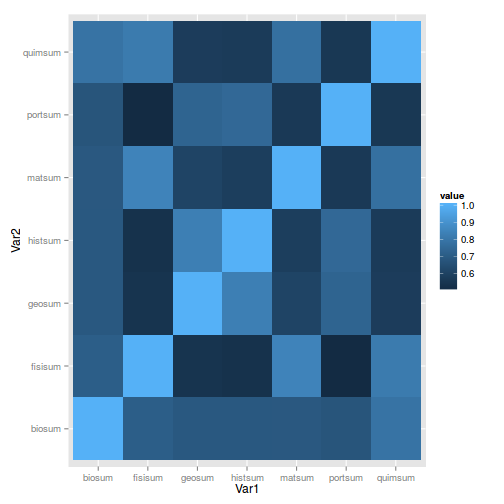 quimsum
portsum
matsum
histsum
geosum
fisisum
biosum
Var2
biosum fisisum geosum histsum matsum portsum quimsum
Var1
value
1.0
0.9
0.8
0.7
0.6